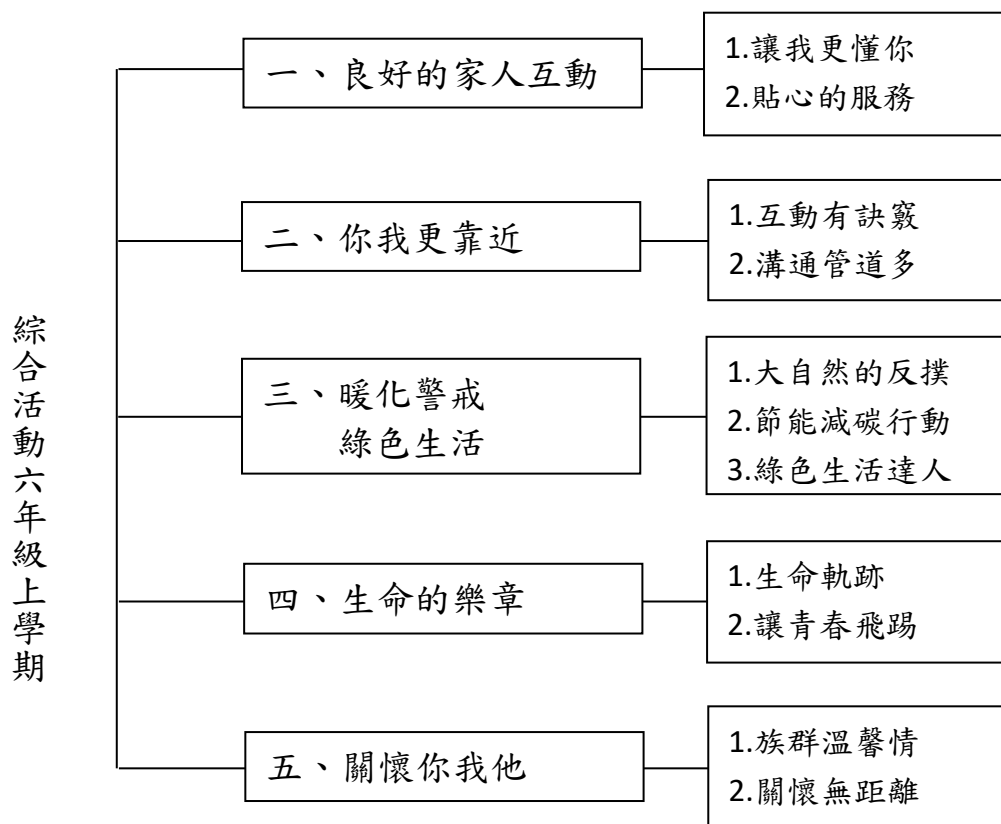 綜合活動六年級上學期
一、良好的家人互動
1.讓我更懂你
2.貼心的服務
二、你我更靠近
1.互動有訣竅
2.溝通管道多
三、暖化警戒
綠色生活
1.大自然的反撲
2.節能減碳行動
3.綠色生活達人
四、生命的樂章
1.生命軌跡
2.讓青春飛踢
五、關懷你我他
1.族群溫馨情
2.關懷無距離